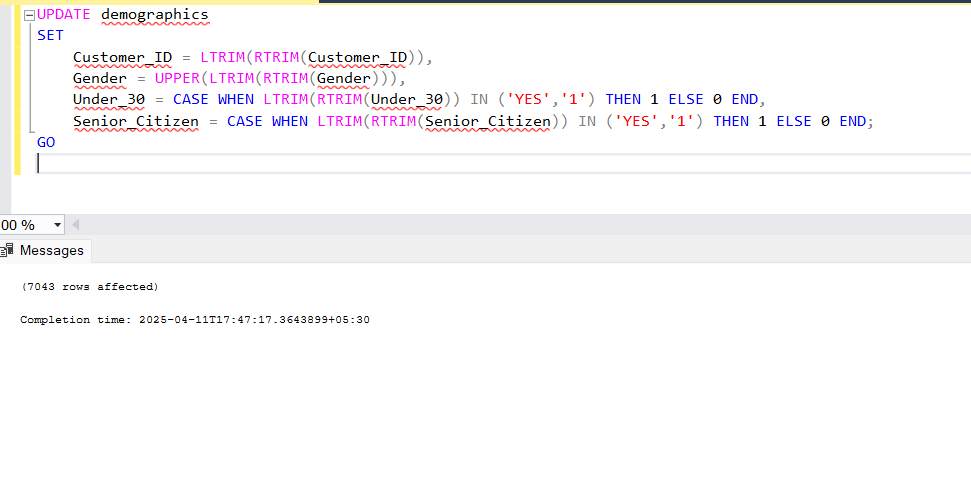 UPDATE demographics
SET
Customer_ID = LTRIM(RTRIM(Customer_ID)),
Gender = UPPER(LTRIM(RTRIM(Gender))),
Under_30 = CASE WHEN LTRIM(RTRIM(Under_30)) IN ('YES','1') THEN 1 ELSE 0 END,
Senior_Citizen = CASE WHEN LTRIM(RTRIM(Senior_Citizen)) IN ('YES','1') THEN 1 ELSE 0 END;
GO
00 %
Messages
(7043 rows affected)
Completion time: 2025-04-11T17:47:17.3643899+05:30